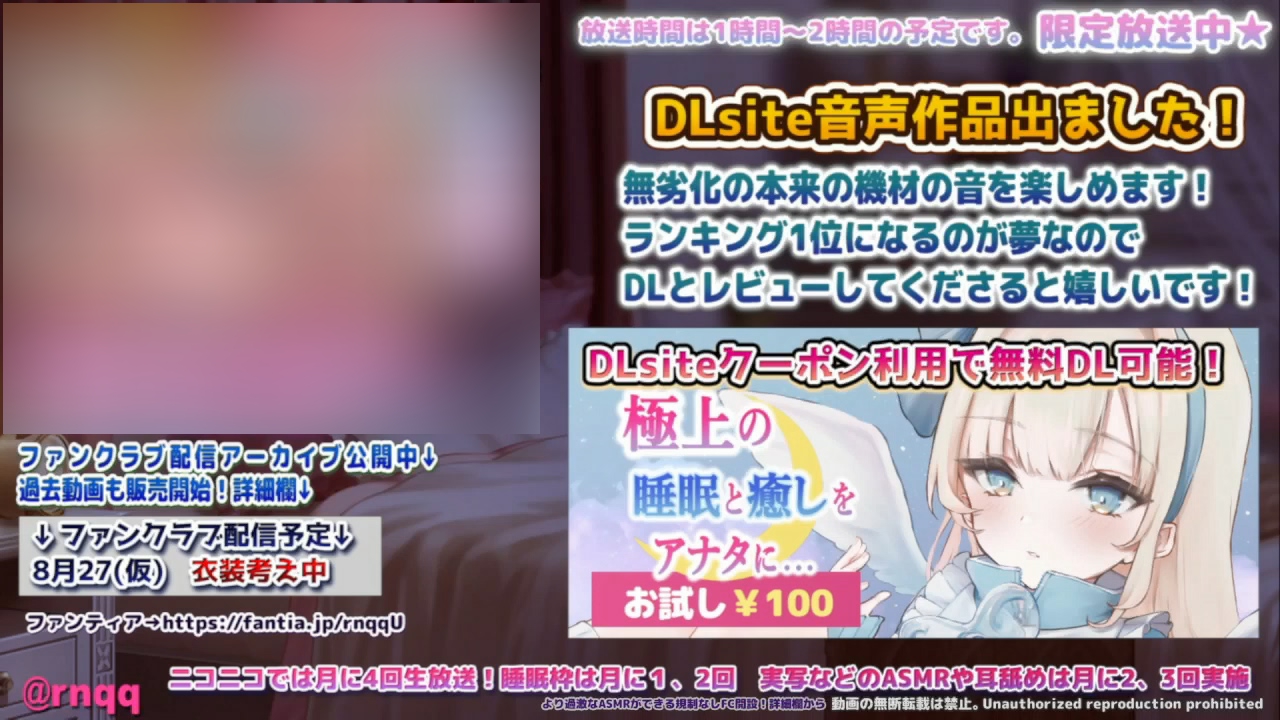 放送時間は1時間～2時間の予定です。限定放送中★
DLsite音声作品出ました！
無劣化の本来の機材の音を楽しめます！
ランキング1位になるのが夢なので
DLとレビューしてくださると嬉しいです！
DLsiteクーポン利用で無料DL可能！
極上の
睡眠と癒しを
アナタに...
お試し￥100
ファンクラブ配信アーカイブ公開中↓
過去動画も販売開始！詳細欄↓
↓ファンクラブ配信予定↓
8月27(仮) 衣装考え中
ファンティア→https://fantia.jp/rnqqU
@rnqq
ニコニコでは月に4回生放送！睡眠枠は月に１、2回 実写などのASMRや耳舐めは月に2、3回実施
より過激なASMRができる規制なしFC開設！詳細欄から 動画の無断転載は禁止。Unauthorized reproduction prohibited